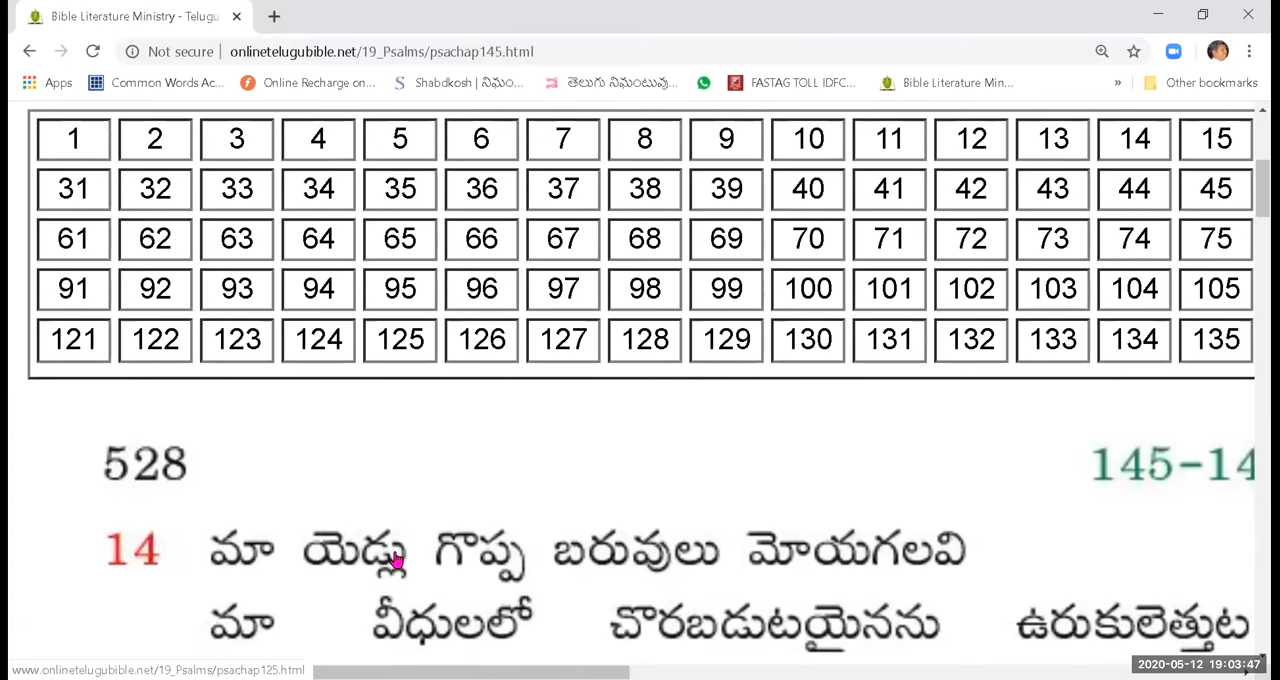 Bible Literature Ministry - Telugu
Not secure | onlinetelugubible.net/19_Psalms/psachap145.html
Apps Common Words Ac... Online Recharge on... Shabdkosh | నిఘం... తెలుగు నిఘంటువు... FASTAG TOLL IDFC... Bible Literature Min... » Other bookmarks
1 2 3 4 5 6 7 8 9 10 11 12 13 14 15
31 32 33 34 35 36 37 38 39 40 41 42 43 44 45
61 62 63 64 65 66 67 68 69 70 71 72 73 74 75
91 92 93 94 95 96 97 98 99 100 101 102 103 104 105
121 122 123 124 125 126 127 128 129 130 131 132 133 134 135
528 145-14
14 మా యెడ్లు గొప్ప బరువులు మోయగలవి
మా వీధులలో చొరబడుటయైనను ఉరుకులెత్తుట
www.onlinetelugubible.net/19_Psalms/psachap125.html
2020-05-12 19:03:47